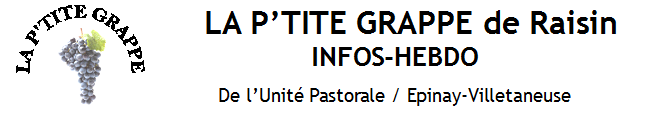 LA P'TITE GRAPPE
LA P’TITE GRAPPE de Raisin
INFOS-HEBDO
De l’Unité Pastorale / Epinay-Villetaneuse